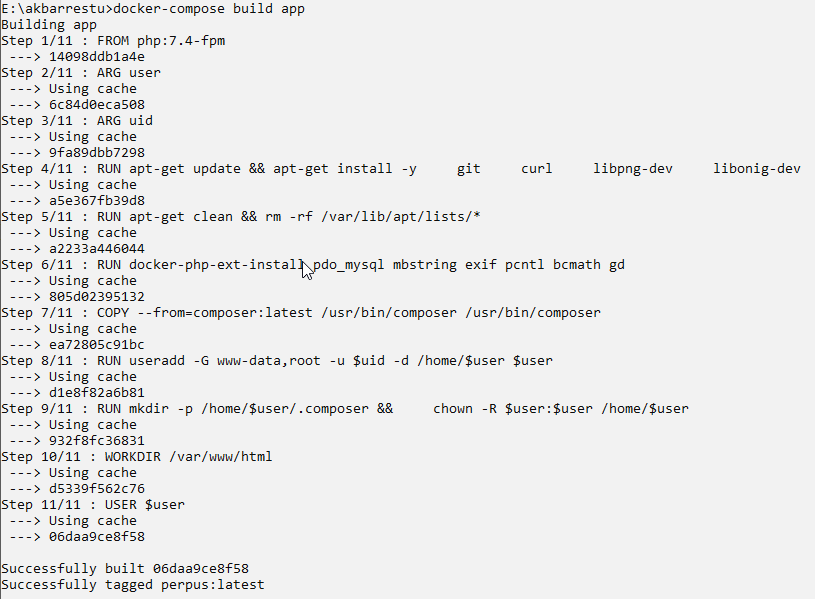 E:\akbarrestu>docker-compose build app
Building app
Step 1/11 : FROM php:7.4-fpm
 ---> 14098ddb1a4e
Step 2/11 : ARG user
 ---> Using cache
 ---> 6c84d0eca508
Step 3/11 : ARG uid
 ---> Using cache
 ---> 9fa89dbb7298
Step 4/11 : RUN apt-get update && apt-get install -y     git     curl     libpng-dev     libonig-dev
 ---> Using cache
 ---> a5e367fb39d8
Step 5/11 : RUN apt-get clean && rm -rf /var/lib/apt/lists/*
 ---> Using cache
 ---> a2233a446044
Step 6/11 : RUN docker-php-ext-install pdo_mysql mbstring exif pcntl bcmath gd
 ---> Using cache
 ---> 805d02395132
Step 7/11 : COPY --from=composer:latest /usr/bin/composer /usr/bin/composer
 ---> Using cache
 ---> ea72805c91bc
Step 8/11 : RUN useradd -G www-data,root -u $uid -d /home/$user $user
 ---> Using cache
 ---> d1e8f82a6b81
Step 9/11 : RUN mkdir -p /home/$user/.composer &&     chown -R $user:$user /home/$user
 ---> Using cache
 ---> 932f8fc36831
Step 10/11 : WORKDIR /var/www/html
 ---> Using cache
 ---> d5339f562c76
Step 11/11 : USER $user
 ---> Using cache
 ---> 06daa9ce8f58

Successfully built 06daa9ce8f58
Successfully tagged perpus:latest